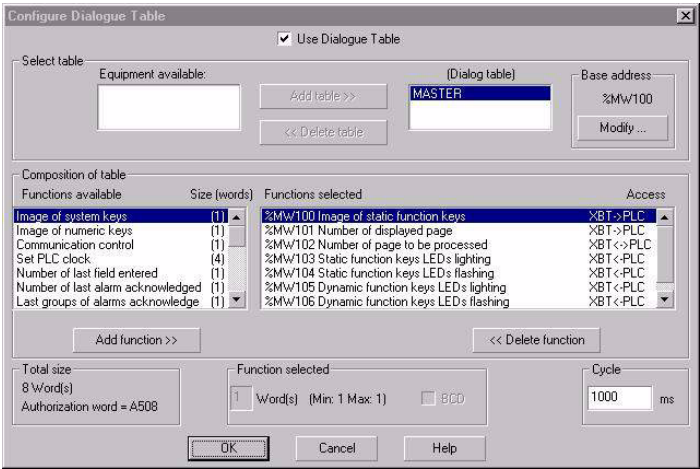 Configure Dialogue Table
Use Dialogue Table
Select table
Equipment available:
(Dialog table)
Base address
Add table >>
MASTER
%MW100
<< Delete table
Modify ...
Composition of table
Functions available Size (words) Functions selected Access
Image of system keys (1) %MW100 Image of static function keys XBT->PLC
Image of numeric keys (1) %MW101 Number of displayed page XBT->PLC
Communication control (1) %MW102 Number of page to be processed XBT<->PLC
Set PLC clock (4) %MW103 Static function keys LEDs lighting XBT<-PLC
Number of last field entered (1) %MW104 Static function keys LEDs flashing XBT<-PLC
Number of last alarm acknowledged (1) %MW105 Dynamic function keys LEDs lighting XBT<-PLC
Last groups of alarms acknowledge (1) %MW106 Dynamic function keys LEDs flashing XBT<-PLC
Add function >> << Delete function
Total size Function selected Cycle
8 Word(s)
1 Word(s) (Min: 1 Max: 1) BCD 1000 ms
Authorization word = A508
OK Cancel Help